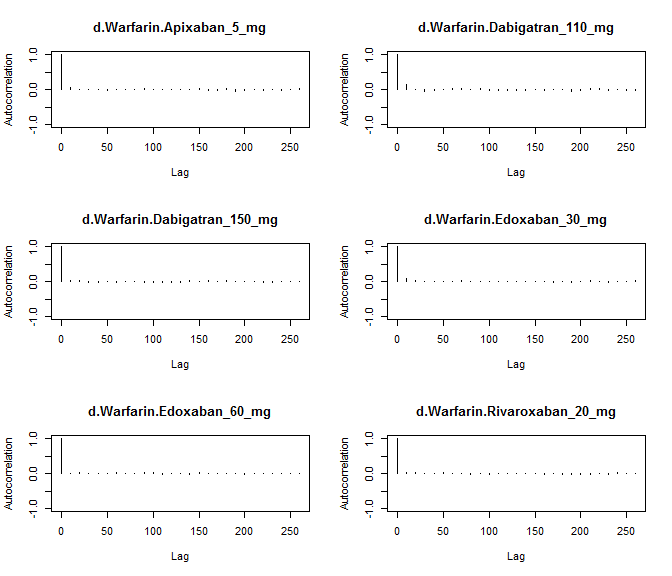 d.Warfarin.Apixaban_5_mg
Autocorrelation
1.0
0.0
-1.0
0 50 100 150 200 250
Lag
d.Warfarin.Dabigatran_110_mg
Autocorrelation
1.0
0.0
-1.0
0 50 100 150 200 250
Lag
d.Warfarin.Dabigatran_150_mg
Autocorrelation
1.0
0.0
-1.0
0 50 100 150 200 250
Lag
d.Warfarin.Edoxaban_30_mg
Autocorrelation
1.0
0.0
-1.0
0 50 100 150 200 250
Lag
d.Warfarin.Edoxaban_60_mg
Autocorrelation
1.0
0.0
-1.0
0 50 100 150 200 250
Lag
d.Warfarin.Rivaroxaban_20_mg
Autocorrelation
1.0
0.0
-1.0
0 50 100 150 200 250
Lag